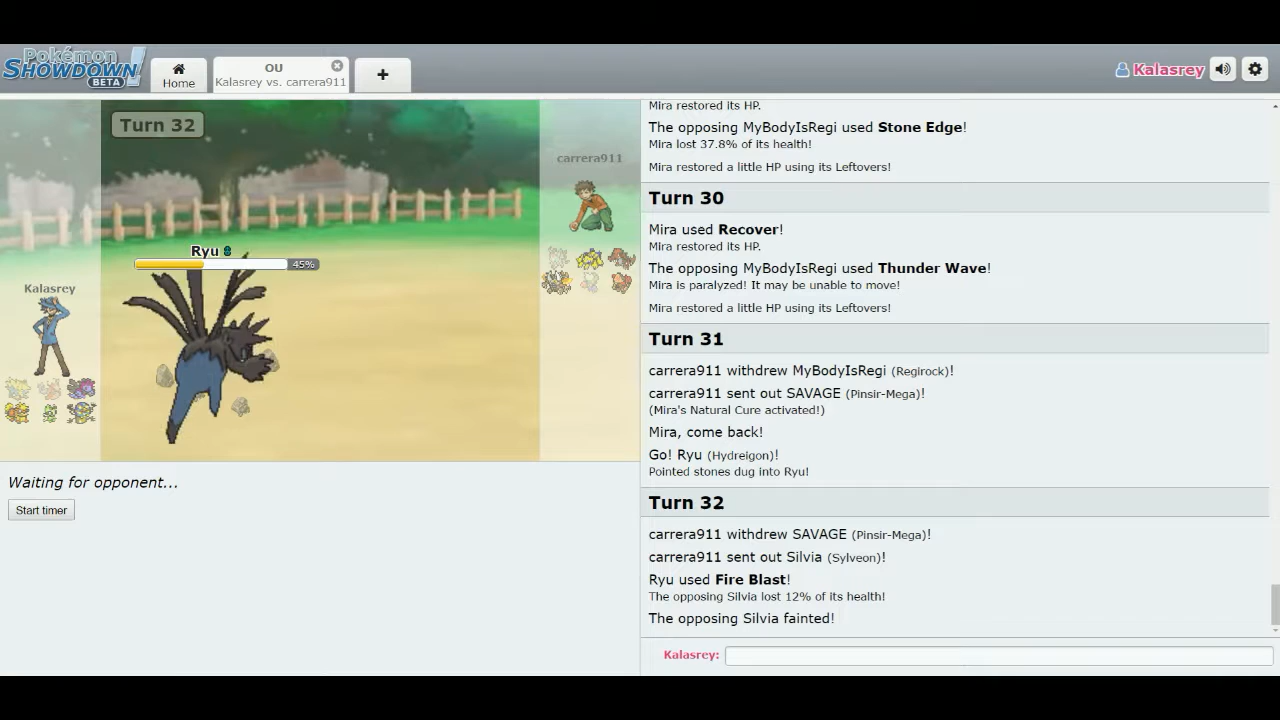 Pokémon
SHOWDOWN!
BETA
Home
OU
Kalasrey vs. carrera911
+
Kalasrey
Turn 32
carrera911
Ryu
45%
Kalasrey
Waiting for opponent...
Start timer
Mira restored its HP.
The opposing MyBodyIsRegi used Stone Edge!
Mira lost 37.8% of its health!
Mira restored a little HP using its Leftovers!
Turn 30
Mira used Recover!
Mira restored its HP.
The opposing MyBodyIsRegi used Thunder Wave!
Mira is paralyzed! It may be unable to move!
Mira restored a little HP using its Leftovers!
Turn 31
carrera911 withdrew MyBodyIsRegi (Regirock)!
carrera911 sent out SAVAGE (Pinsir-Mega)!
(Mira's Natural Cure activated!)
Mira, come back!
Go! Ryu (Hydreigon)!
Pointed stones dug into Ryu!
Turn 32
carrera911 withdrew SAVAGE (Pinsir-Mega)!
carrera911 sent out Silvia (Sylveon)!
Ryu used Fire Blast!
The opposing Silvia lost 12% of its health!
The opposing Silvia fainted!
Kalasrey: